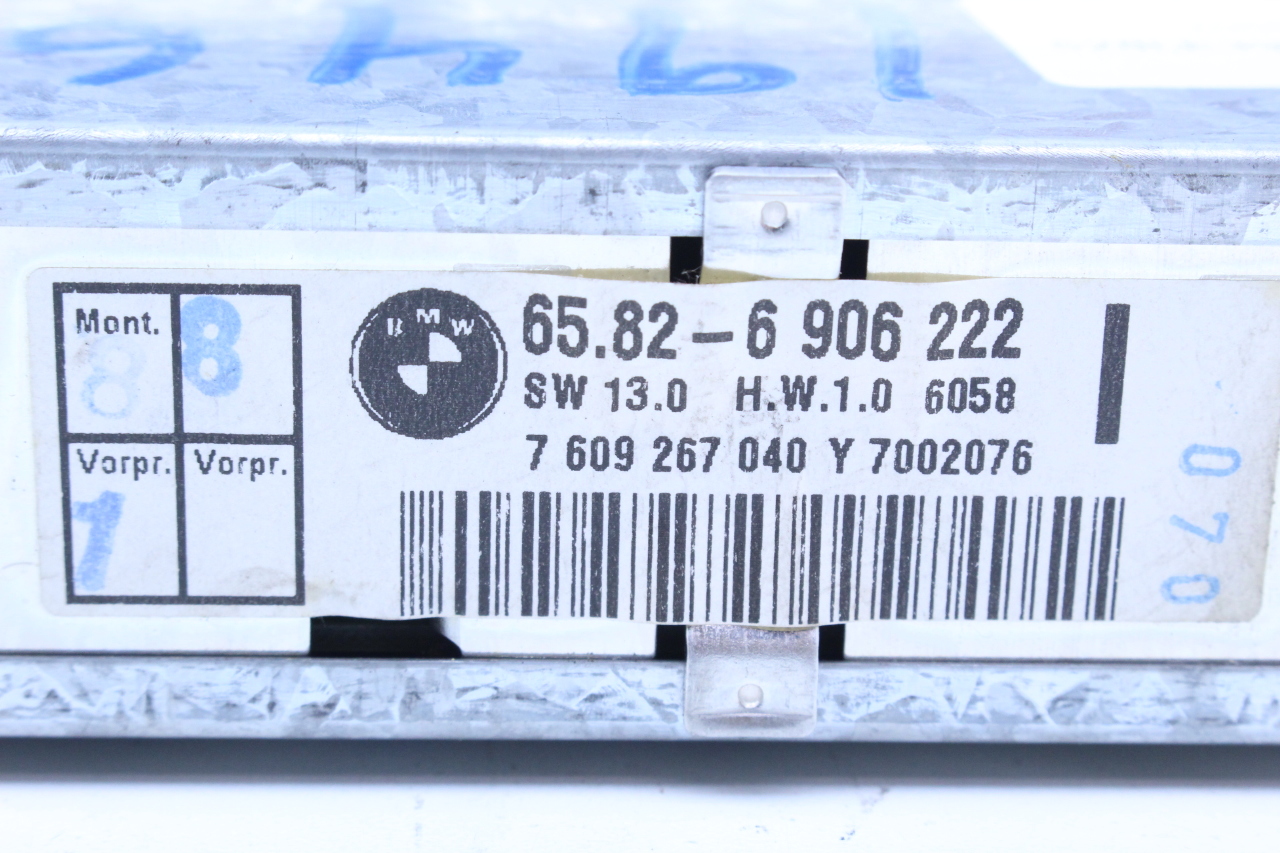 1946
Mont. 8 8
BMW
65.82-6 906 222
SW 13.0 H.W.1.0 6058
7 609 267 040 Y 7002076
Vorpr. Vorpr.
1
070